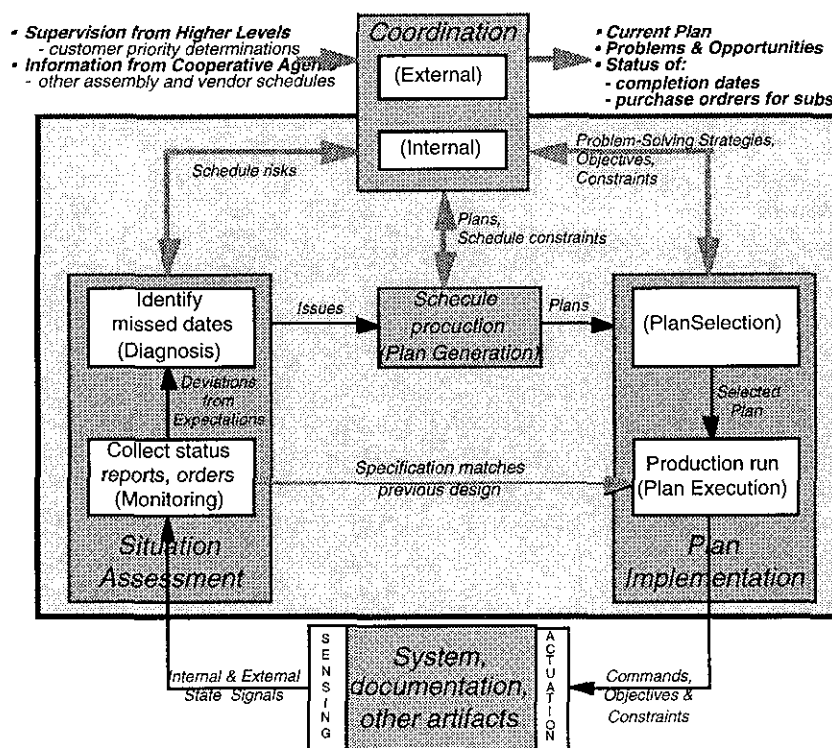 • Supervision from Higher Levels
- customer priority determinations
• Information from Cooperative Agents
- other assembly and vendor schedules
Coordination
(External)
(Internal)
• Current Plan
• Problems & Opportunities
• Status of:
- completion dates
- purchase ordrers for subs
Schedule risks
Problem-Solving Strategies,
Objectives,
Constraints
Plans,
Schedule constraints
Identify
missed dates
(Diagnosis)
Issues
Schecule
procuction
(Plan Generation)
Plans
(PlanSelection)
Deviations
from
Expectations
Selected
Plan
Collect status
reports, orders
(Monitoring)
Specification matches
previous design
Production run
(Plan Execution)
Situation
Assessment
Plan
Implementation
Internal & External
State Signals
SENSING
System,
documentation,
other artifacts
ACTUATION
Commands,
Objectives &
Constraints